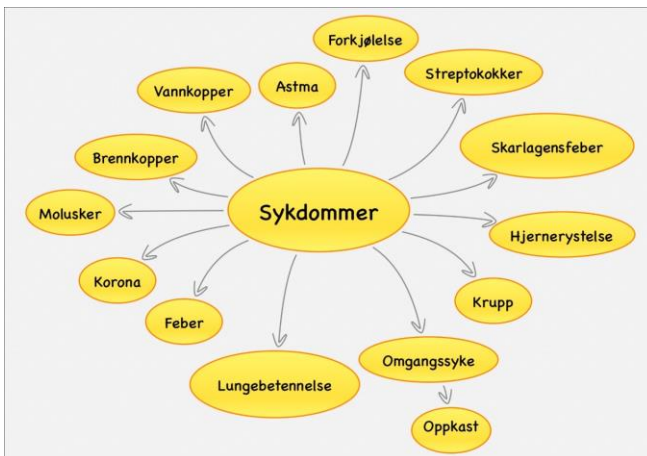 Forkjølelse
Streptokokker
Astma
Vannkopper
Skarlagensfeber
Brennkopper
Sykdommer
Molusker
Hjernerystelse
Korona
Krupp
Feber
Omgangssyke
Lungebetennelse
Oppkast